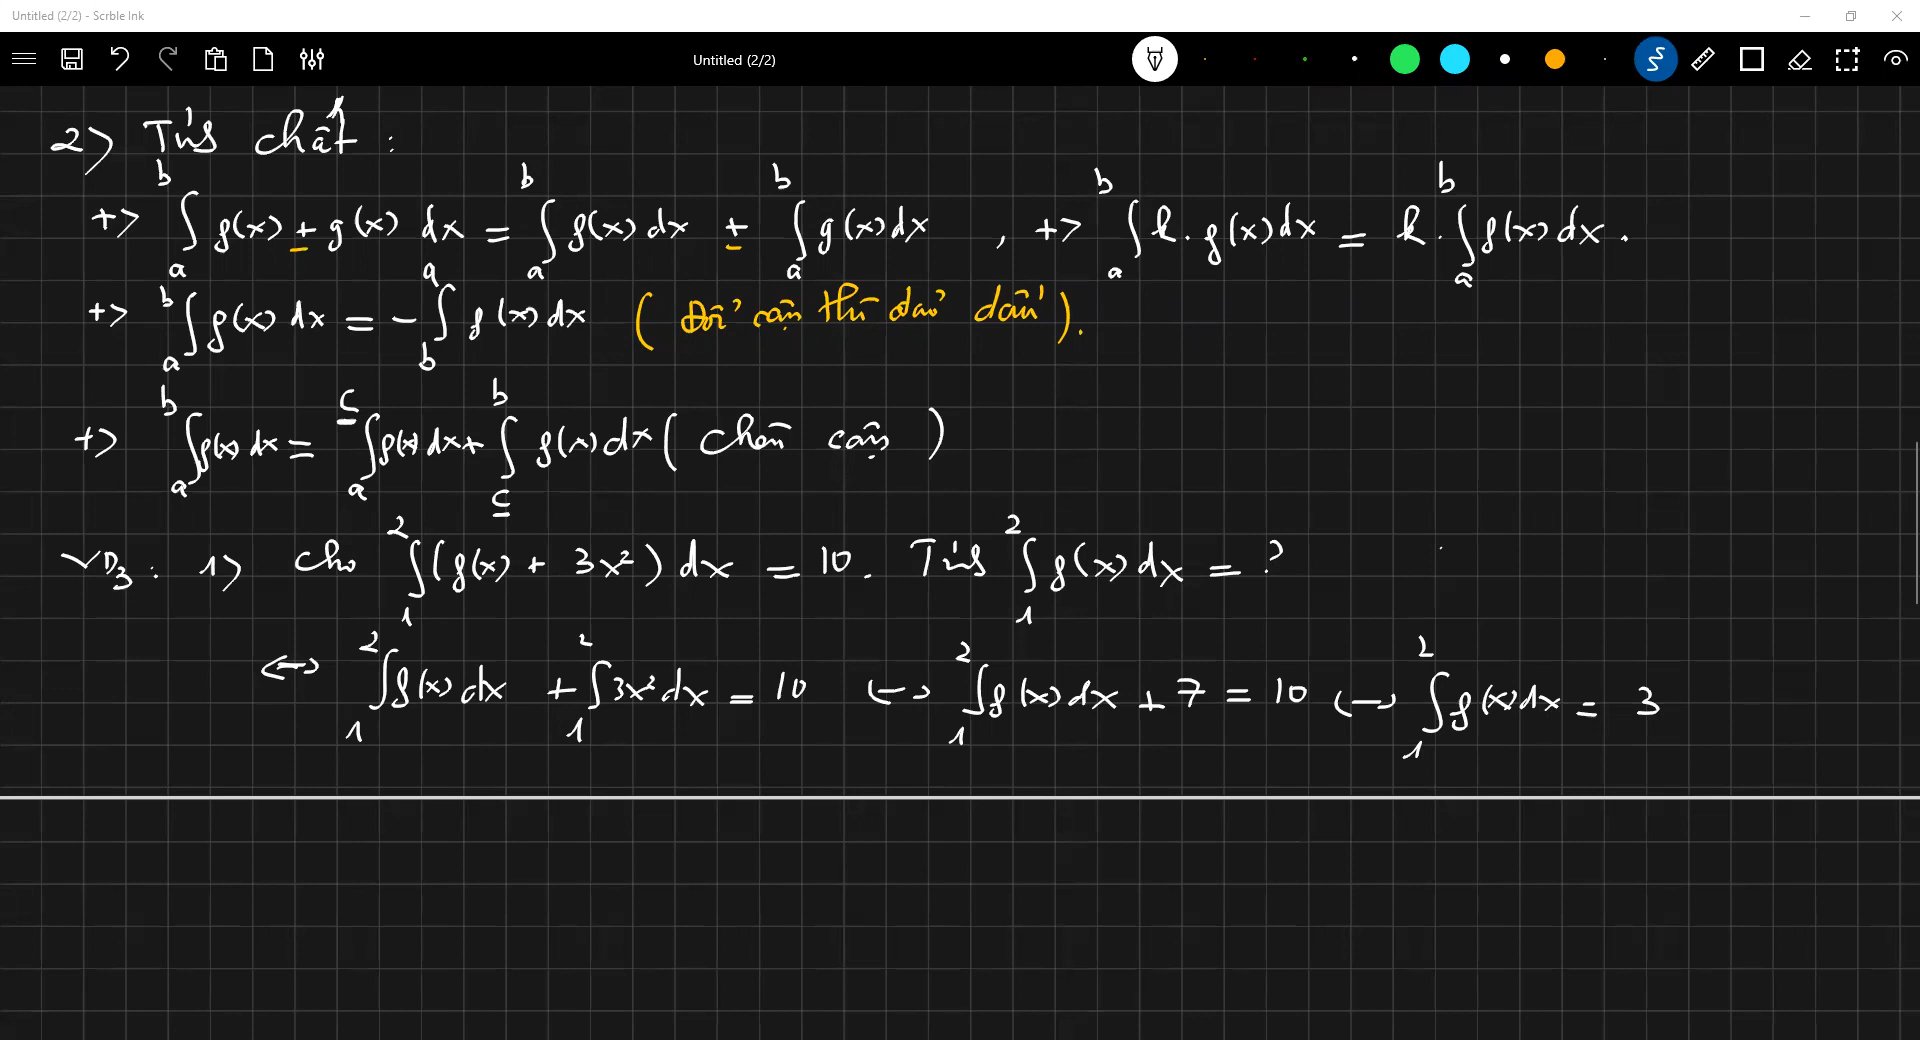 Untitled (2/2) - Scrble Ink
Untitled (2/2)
2> Tính chất :
+> ∫_a^b f(x) ± g(x) dx = ∫_a^b f(x) dx ± ∫_a^b g(x) dx , +> ∫_a^b k. f(x) dx = k. ∫_a^b f(x) dx .
+> ∫_a^b f(x) dx = - ∫_b^a f(x) dx ( Đổi cận thì đảo dấu ).
+> ∫_a^b f(x) dx = ∫_a^c f(x) dx + ∫_c^b f(x) dx ( chèn cận )
VD3 : 1> Cho ∫_1^2 (f(x) + 3x²) dx = 10. Tính ∫_1^2 f(x) dx = ?
<-> ∫_1^2 f(x) dx + ∫_1^2 3x² dx = 10 <-> ∫_1^2 f(x) dx + 7 = 10 <-> ∫_1^2 f(x) dx = 3